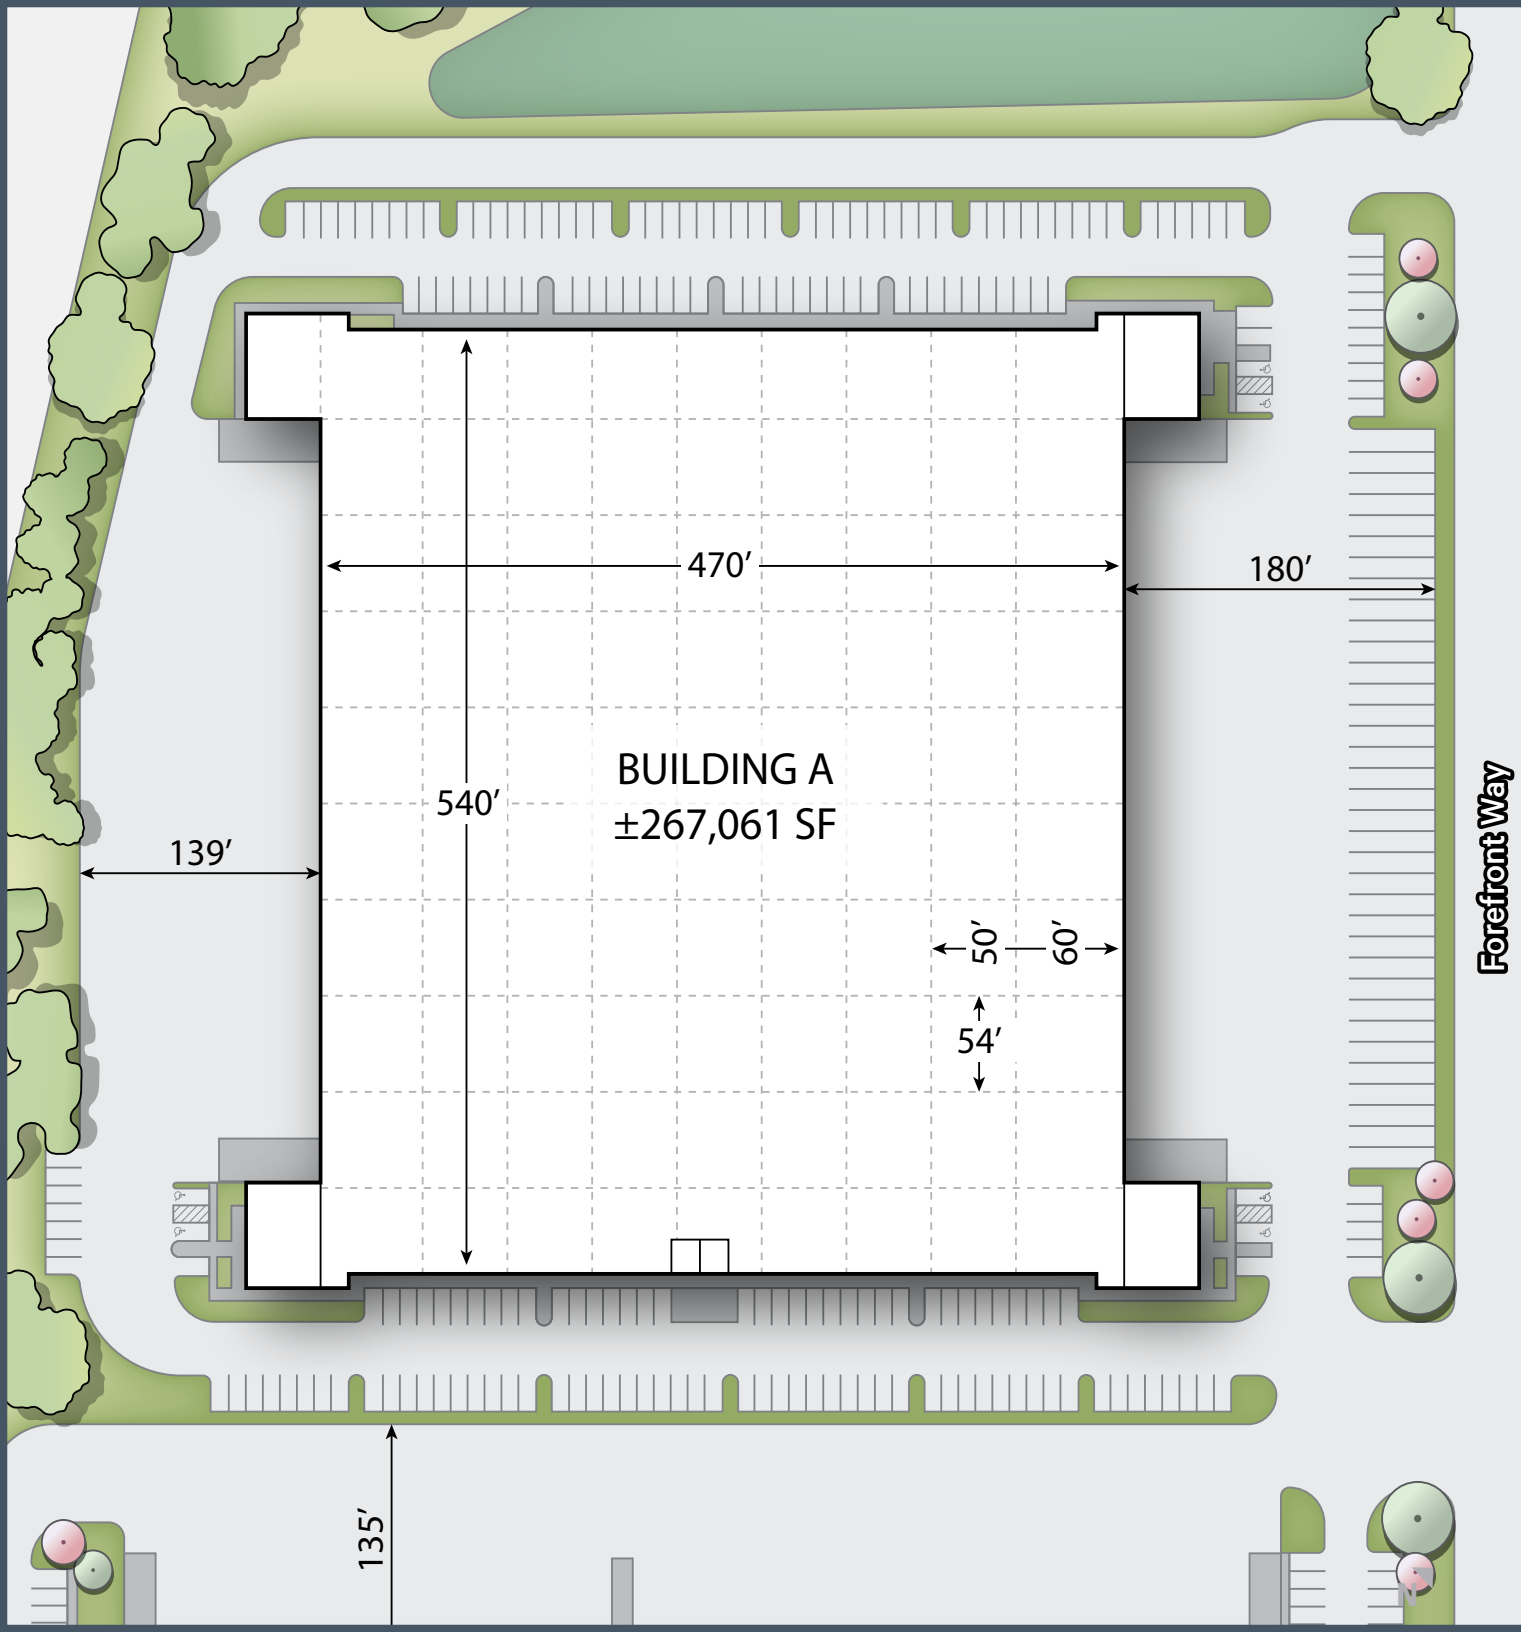 470’
180’
BUILDING A
±267,061 SF
540’
139’
50’
60’
54’
Forefront Way
135’
N